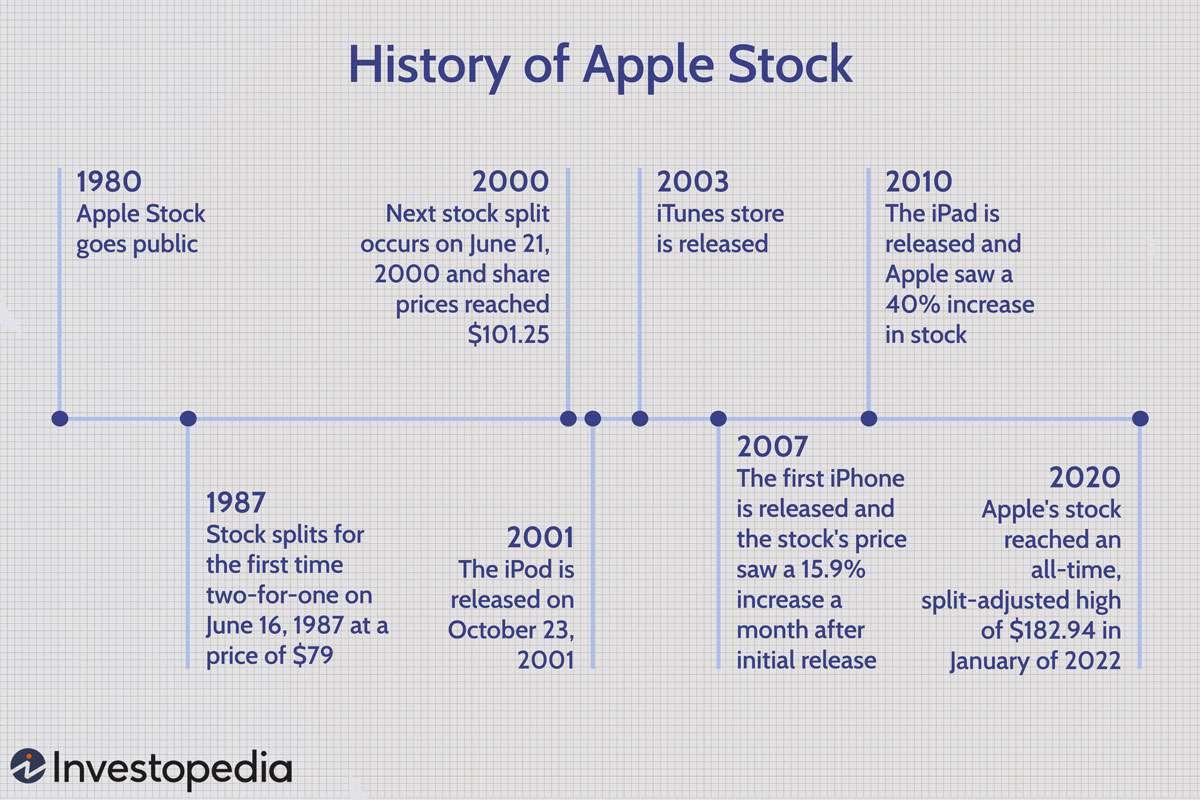 History of Apple Stock
1980
Apple Stock
goes public
2000
Next stock split
occurs on June 21,
2000 and share
prices reached
$101.25
2003
iTunes store
is released
2010
The iPad is
released and
Apple saw a
40% increase
in stock
1987
Stock splits for
the first time
two-for-one on
June 16, 1987 at a
price of $79
2001
The iPod is
released on
October 23,
2001
2007
The first iPhone
is released and
the stock's price
saw a 15.9%
increase a
month after
initial release
2020
Apple's stock
reached an
all-time,
split-adjusted high
of $182.94 in
January of 2022
Investopedia